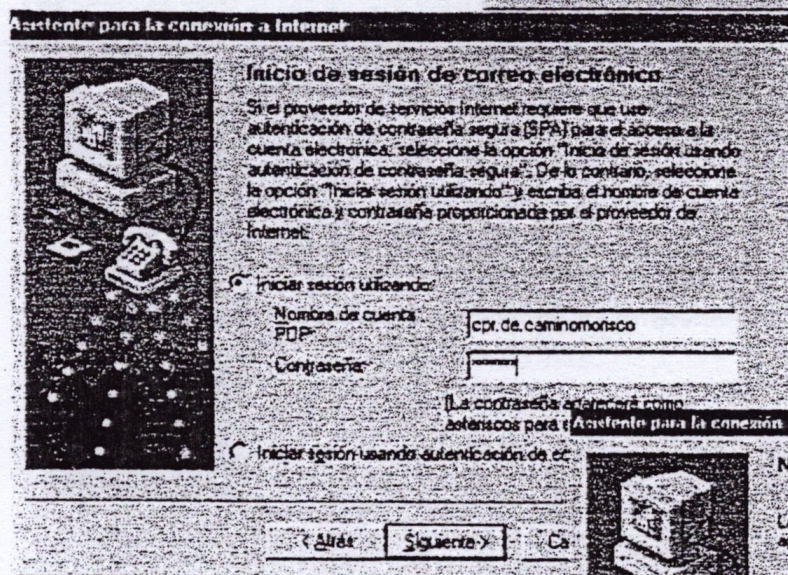 Asistente para la conexión a Internet
Inicio de sesión de correo electrónico
Si el proveedor de servicios Internet requiere que use
autenticación de contraseña segura (SPA) para el acceso a la
cuenta electrónica, seleccione la opción "Inicio de sesión usando
autenticación de contraseña segura". De lo contrario, seleccione
la opción "Iniciar sesión utilizando" y escriba el nombre de cuenta
electrónica y contraseña proporcionada por el proveedor de
Internet.
Iniciar sesión utilizando:
Nombre de cuenta
POP:
cpr.de.caminomorisco
Contraseña:
(La contraseña aparecerá como
asteriscos para
Asistente para la conexión
Iniciar sesión usando autenticación de
N
< Atrás
Siguiente >
Ca